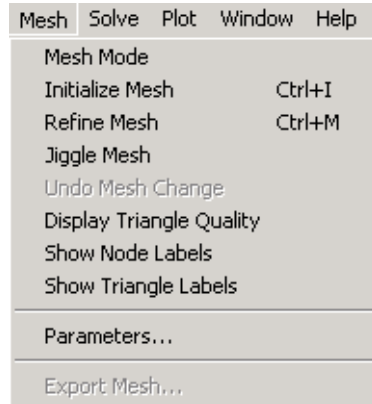 Mesh Solve Plot Window Help
Mesh Mode
Initialize Mesh Ctrl+I
Refine Mesh Ctrl+M
Jiggle Mesh
Undo Mesh Change
Display Triangle Quality
Show Node Labels
Show Triangle Labels
Parameters...
Export Mesh...